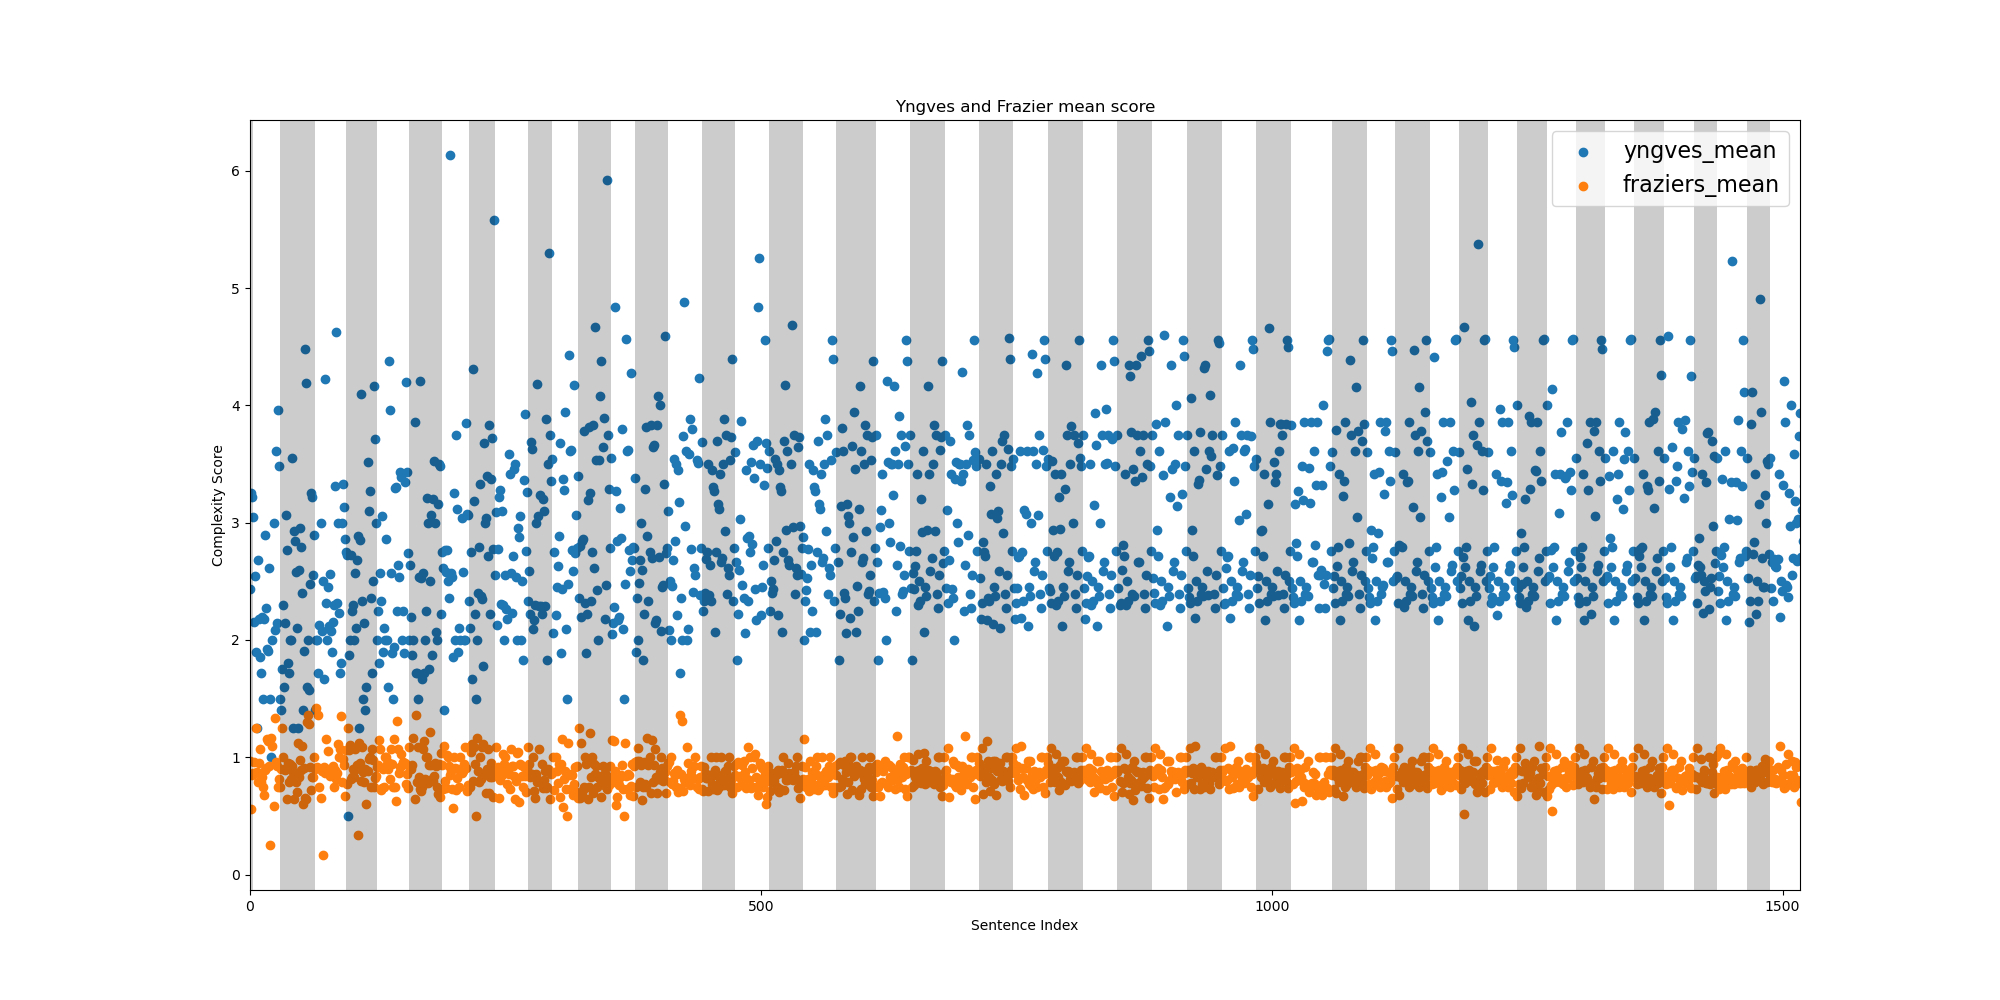 Yngves and Frazier mean score
yngves_mean
fraziers_mean
Complexity Score
6
5
4
3
2
1
0
0 500 1000 1500
Sentence Index